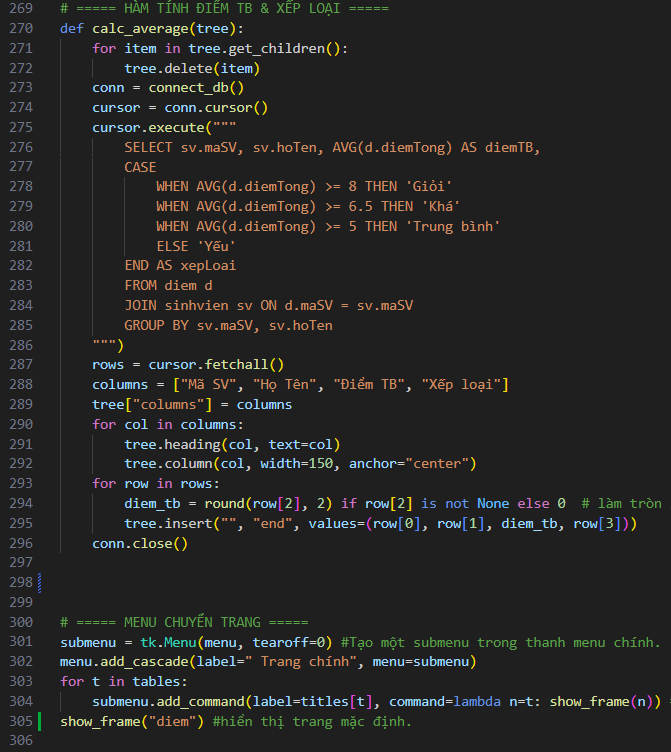 269 # ===== HÀM TÍNH ĐIỂM TB & XẾP LOẠI =====
270 def calc_average(tree):
271     for item in tree.get_children():
272         tree.delete(item)
273     conn = connect_db()
274     cursor = conn.cursor()
275     cursor.execute("""
276         SELECT sv.maSV, sv.hoTen, AVG(d.diemTong) AS diemTB,
277         CASE
278             WHEN AVG(d.diemTong) >= 8 THEN 'Giỏi'
279             WHEN AVG(d.diemTong) >= 6.5 THEN 'Khá'
280             WHEN AVG(d.diemTong) >= 5 THEN 'Trung bình'
281             ELSE 'Yếu'
282         END AS xepLoai
283         FROM diem d
284         JOIN sinhvien sv ON d.maSV = sv.maSV
285         GROUP BY sv.maSV, sv.hoTen
286     """)
287     rows = cursor.fetchall()
288     columns = ["Mã SV", "Họ Tên", "Điểm TB", "Xếp loại"]
289     tree["columns"] = columns
290     for col in columns:
291         tree.heading(col, text=col)
292         tree.column(col, width=150, anchor="center")
293     for row in rows:
294         diem_tb = round(row[2], 2) if row[2] is not None else 0  # làm tròn
295         tree.insert("", "end", values=(row[0], row[1], diem_tb, row[3]))
296     conn.close()
297
298
299
300 # ===== MENU CHUYỂN TRANG =====
301 submenu = tk.Menu(menu, tearoff=0) #Tạo một submenu trong thanh menu chính.
302 menu.add_cascade(label=" Trang chính", menu=submenu)
303 for t in tables:
304     submenu.add_command(label=titles[t], command=lambda n=t: show_frame(n))
305 show_frame("diem") #hiển thị trang mặc định.
306